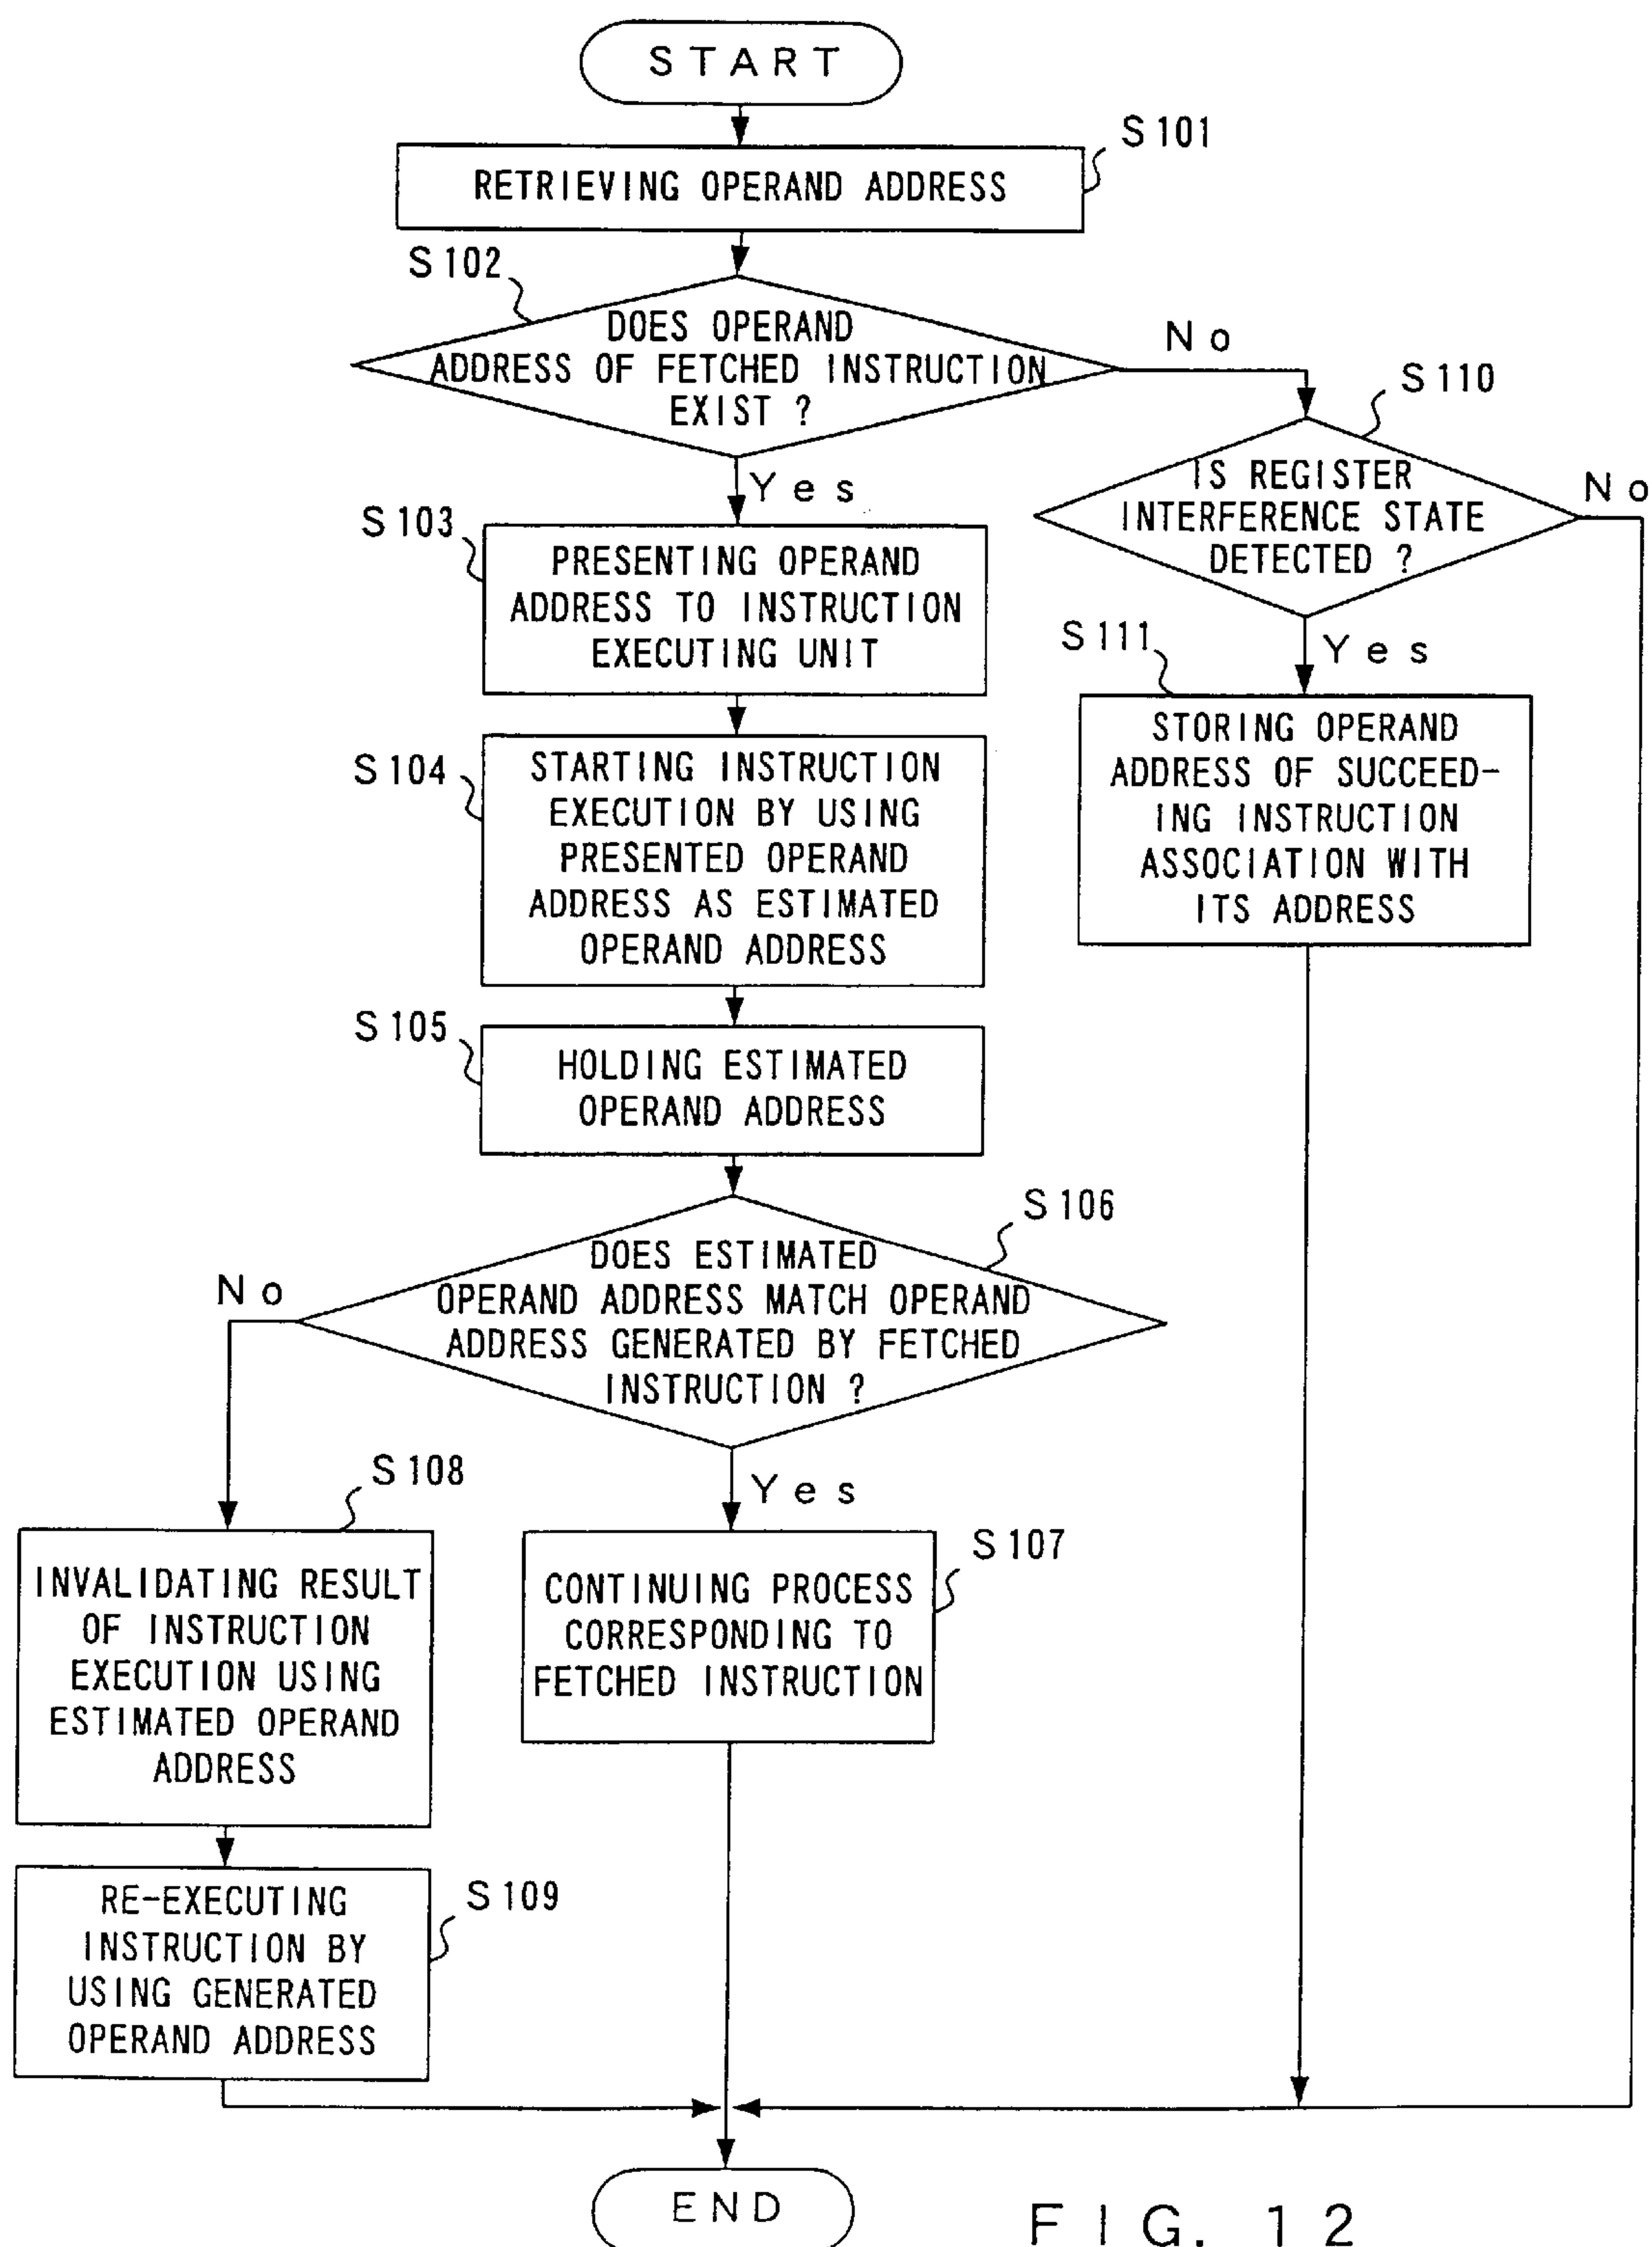 START
S101
RETRIEVING OPERAND ADDRESS
S102
DOES OPERAND
ADDRESS OF FETCHED INSTRUCTION
EXIST ?
No
Yes
S110
IS REGISTER
INTERFERENCE STATE
DETECTED ?
No
Yes
S103
PRESENTING OPERAND
ADDRESS TO INSTRUCTION
EXECUTING UNIT
S111
STORING OPERAND
ADDRESS OF SUCCEED-
ING INSTRUCTION
ASSOCIATION WITH
ITS ADDRESS
S104
STARTING INSTRUCTION
EXECUTION BY USING
PRESENTED OPERAND
ADDRESS AS ESTIMATED
OPERAND ADDRESS
S105
HOLDING ESTIMATED
OPERAND ADDRESS
S106
DOES ESTIMATED
OPERAND ADDRESS MATCH OPERAND
ADDRESS GENERATED BY FETCHED
INSTRUCTION ?
No
Yes
S108
INVALIDATING RESULT
OF INSTRUCTION
EXECUTION USING
ESTIMATED OPERAND
ADDRESS
S107
CONTINUING PROCESS
CORRESPONDING TO
FETCHED INSTRUCTION
S109
RE-EXECUTING
INSTRUCTION BY
USING GENERATED
OPERAND ADDRESS
END
FIG. 12